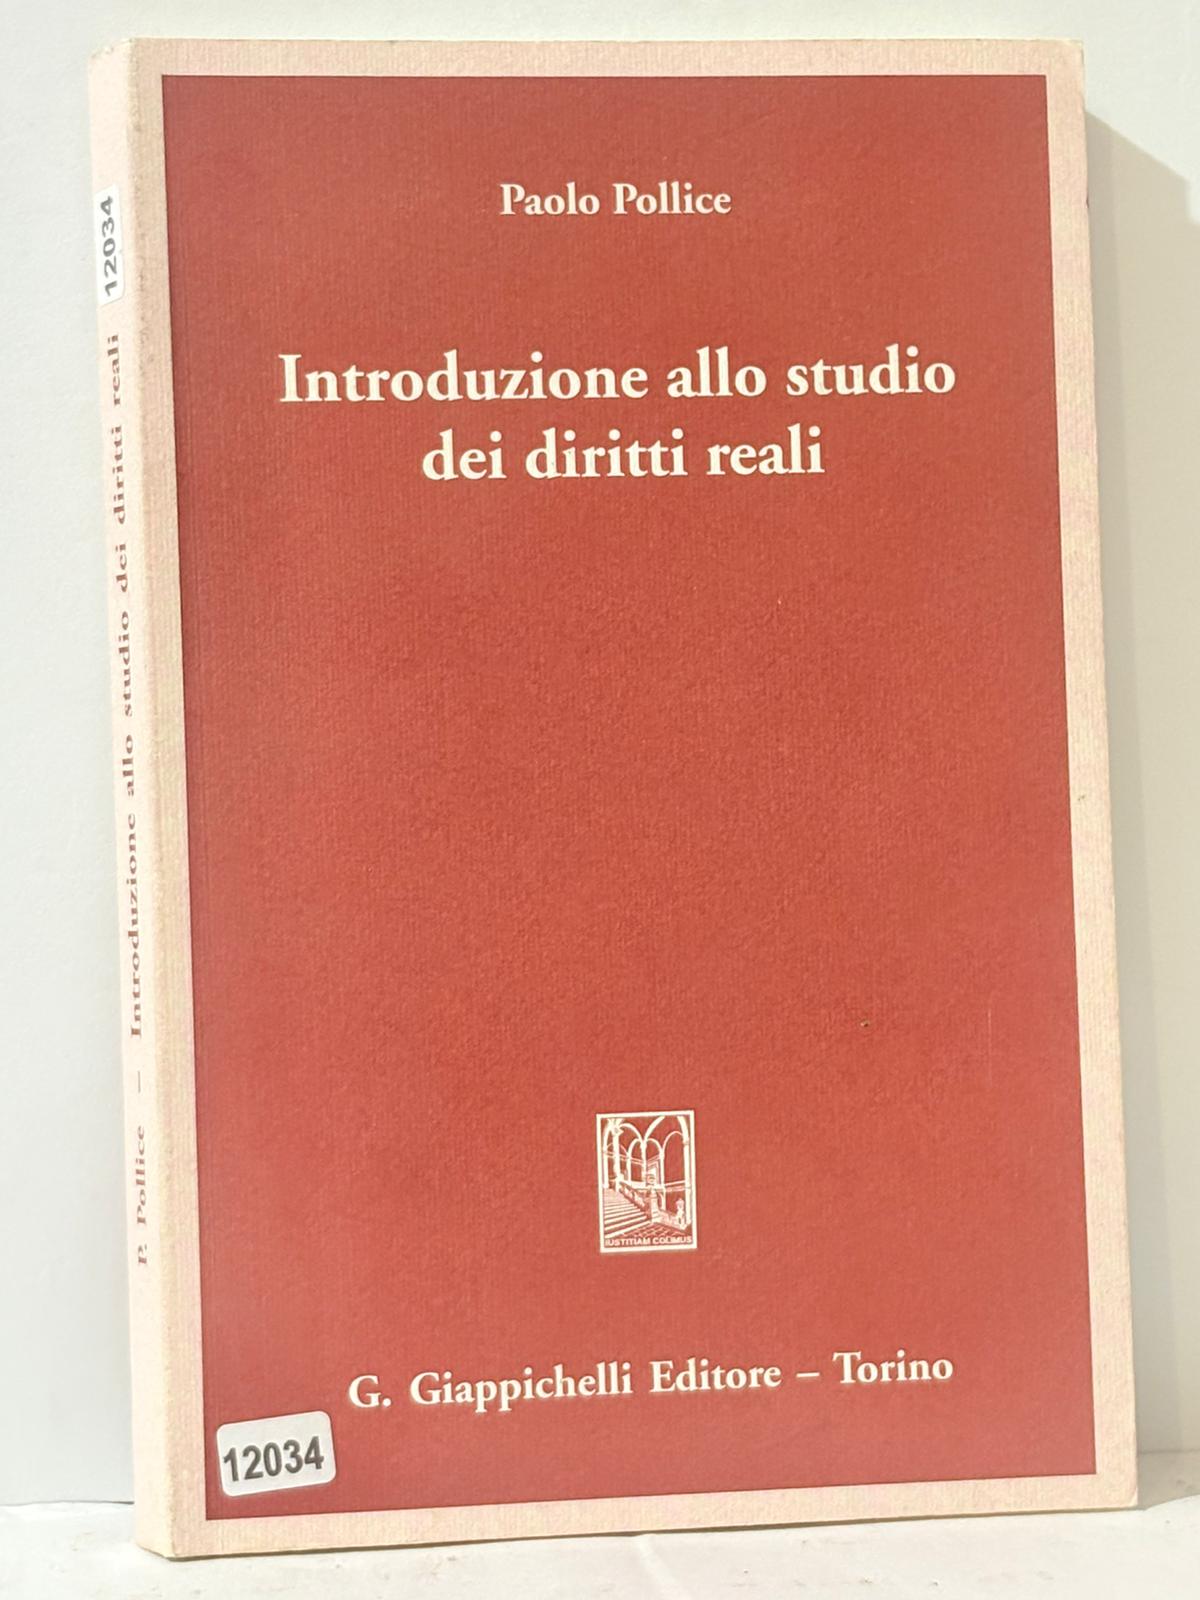 Paolo Pollice
Introduzione allo studio
dei diritti reali
IUSTITIAM COLIMUS
G. Giappichelli Editore – Torino
12034
P. Pollice – Introduzione allo studio dei diritti reali
12034